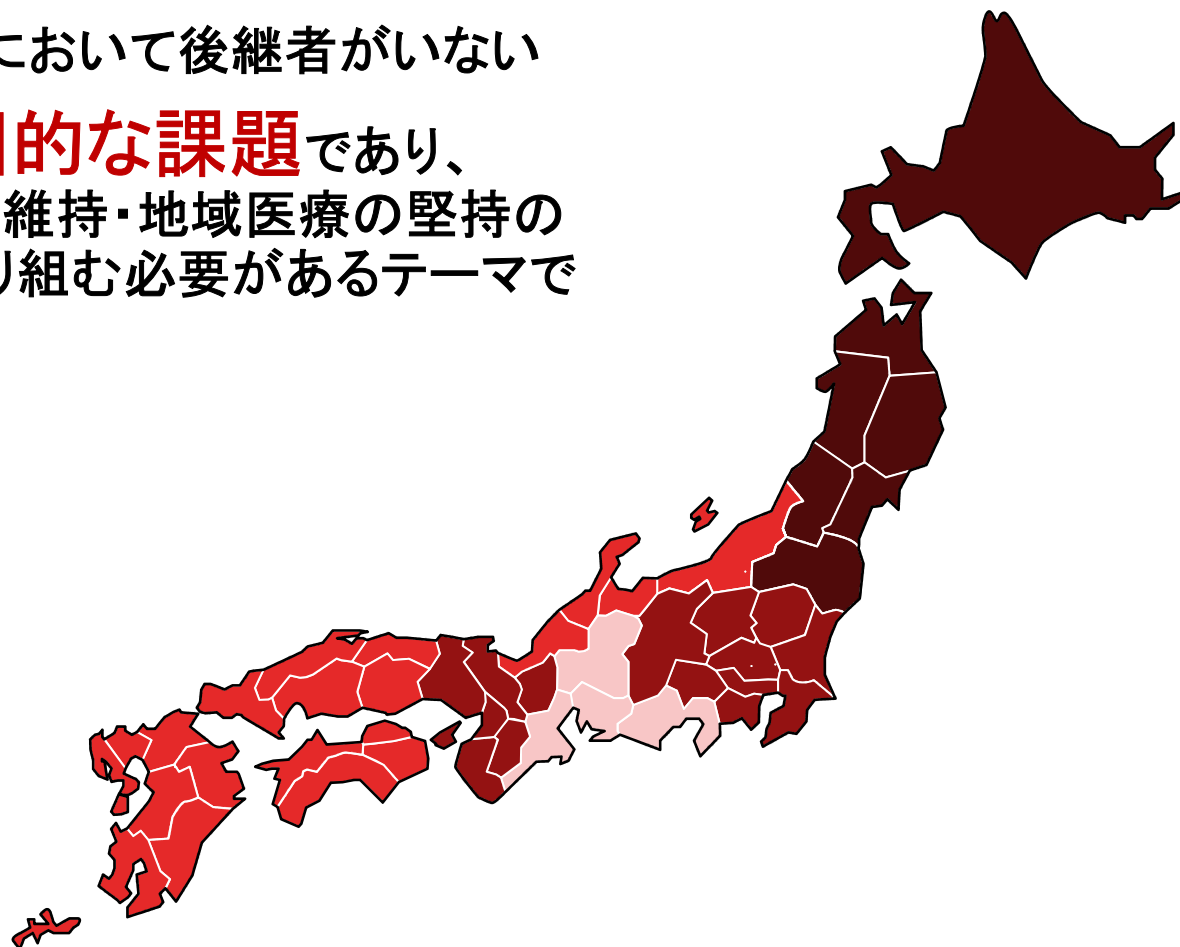 において後継者がいない
的な課題であり、
維持・地域医療の堅持の
り組む必要があるテーマで